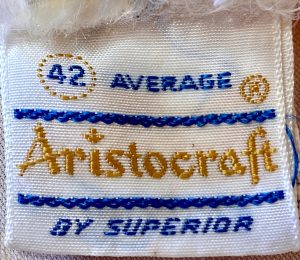 42 AVERAGE ®
Aristocraft
BY SUPERIOR